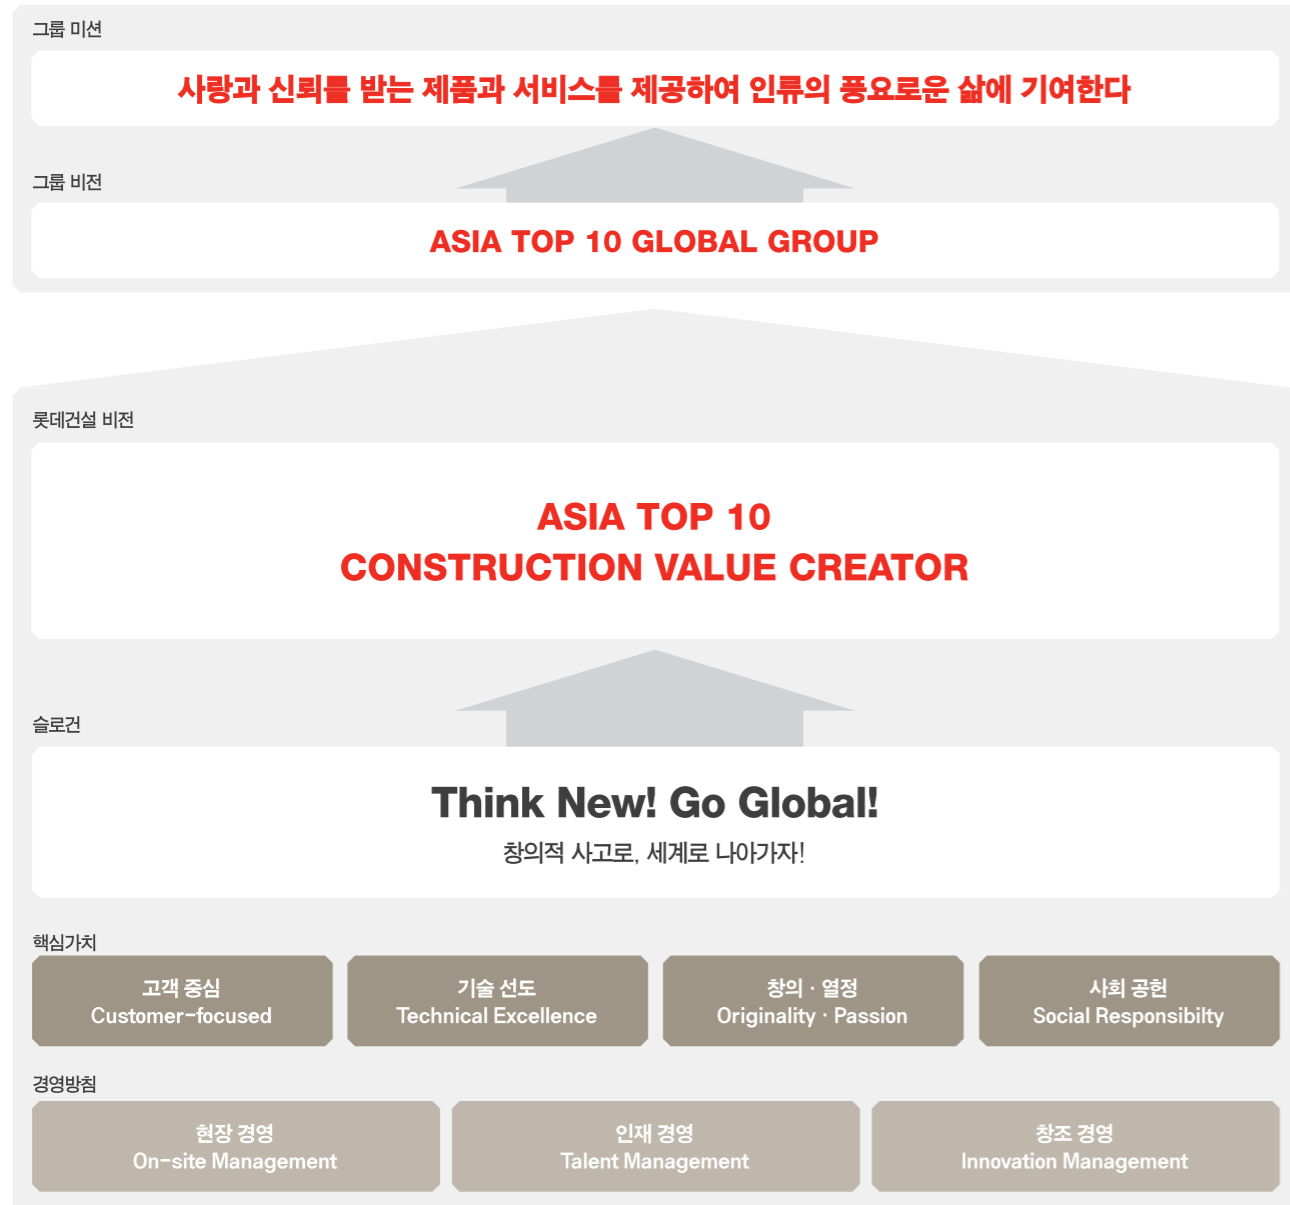 그룹 미션
사랑과 신뢰를 받는 제품과 서비스를 제공하여 인류의 풍요로운 삶에 기여한다
그룹 비전
ASIA TOP 10 GLOBAL GROUP
롯데건설 비전
ASIA TOP 10
CONSTRUCTION VALUE CREATOR
슬로건
Think New! Go Global!
창의적 사고로, 세계로 나아가자!
핵심가치
고객 중심
Customer-focused
기술 선도
Technical Excellence
창의 · 열정
Originality · Passion
사회 공헌
Social Responsibilty
경영방침
현장 경영
On-site Management
인재 경영
Talent Management
창조 경영
Innovation Management